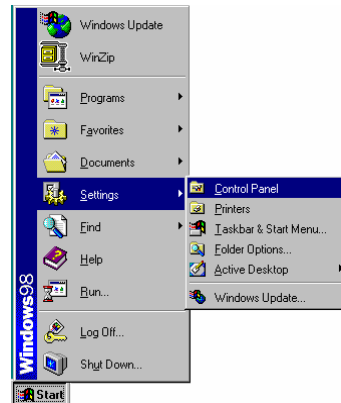 Windows Update
WinZip
Programs
Favorites
Documents
Settings
Find
Help
Run...
Log Off...
Shut Down...
Control Panel
Printers
Taskbar & Start Menu...
Folder Options...
Active Desktop
Windows Update...
Windows98
Start